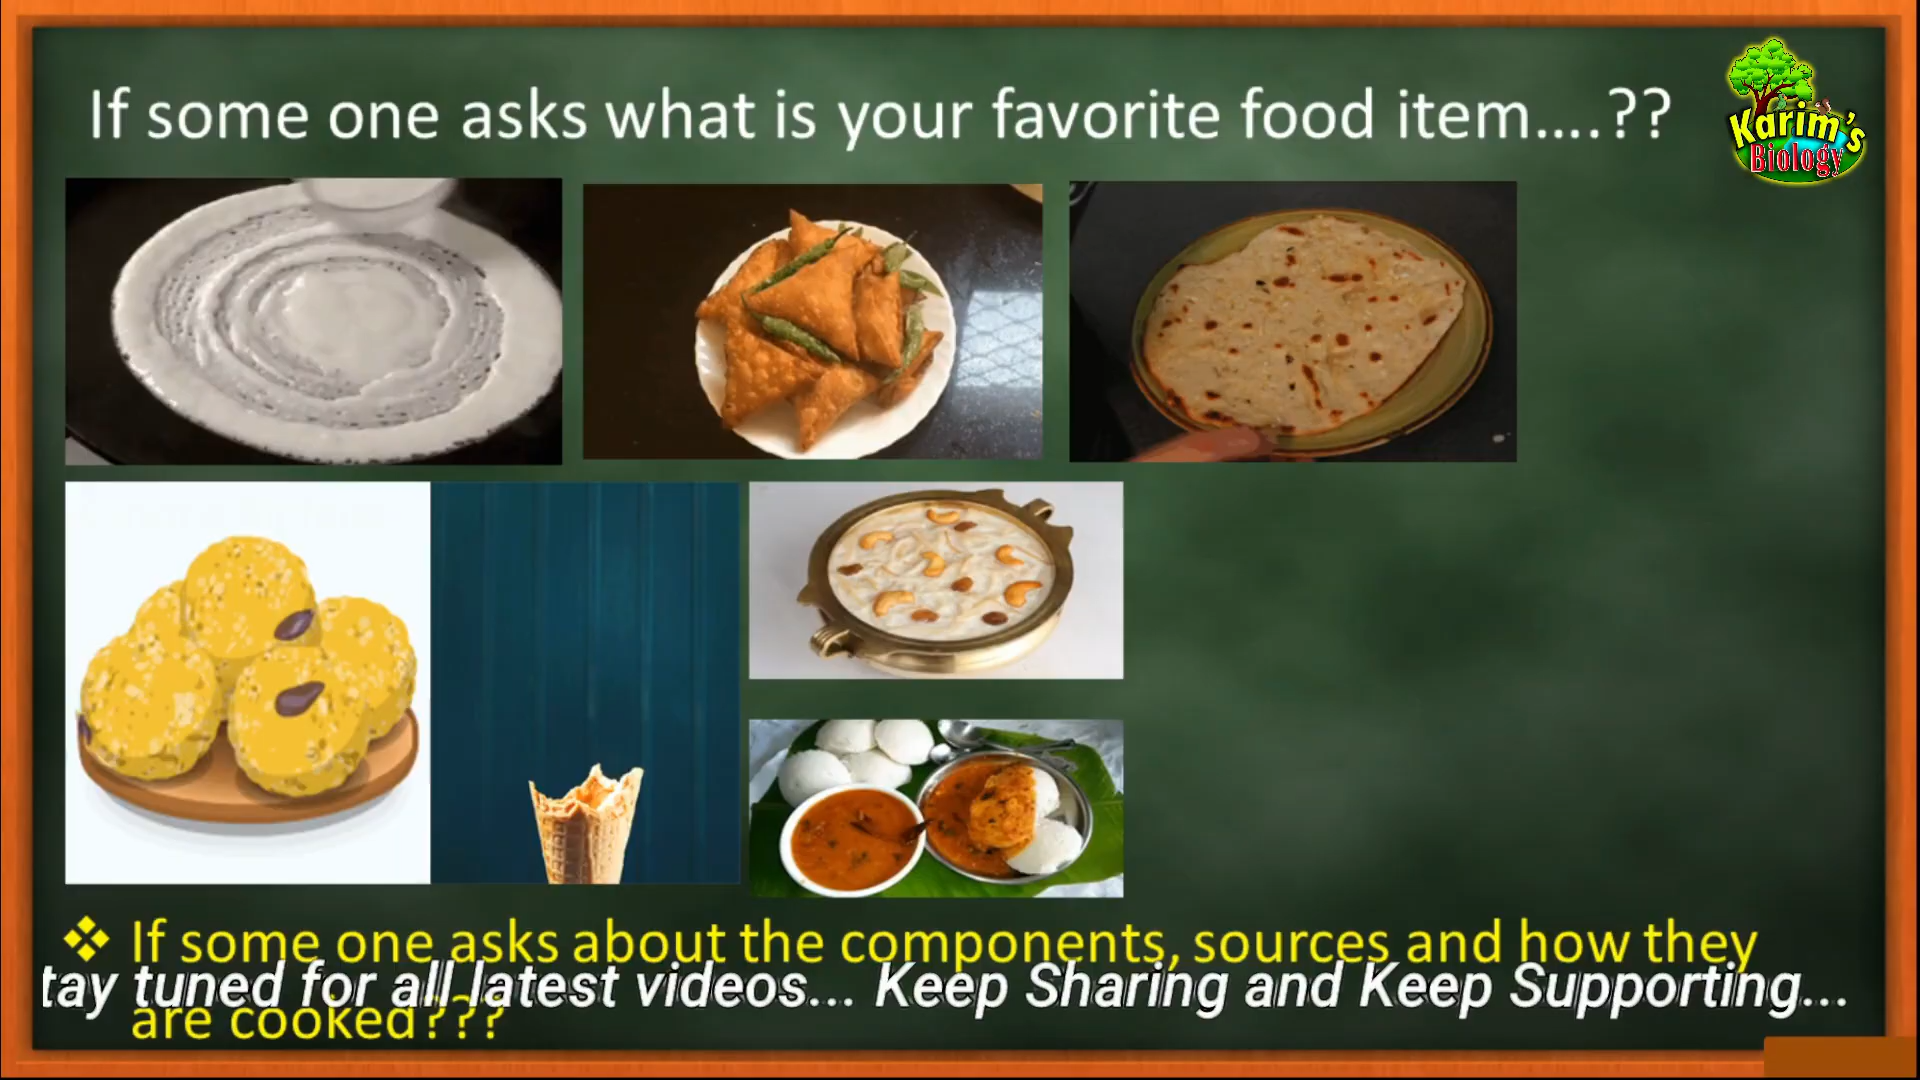 If some one asks what is your favorite food item....??
Karim's
Biology
❖ If some one asks about the components, sources and how they
tay tuned for all latest videos... Keep Sharing and Keep Supporting...
are cooked???